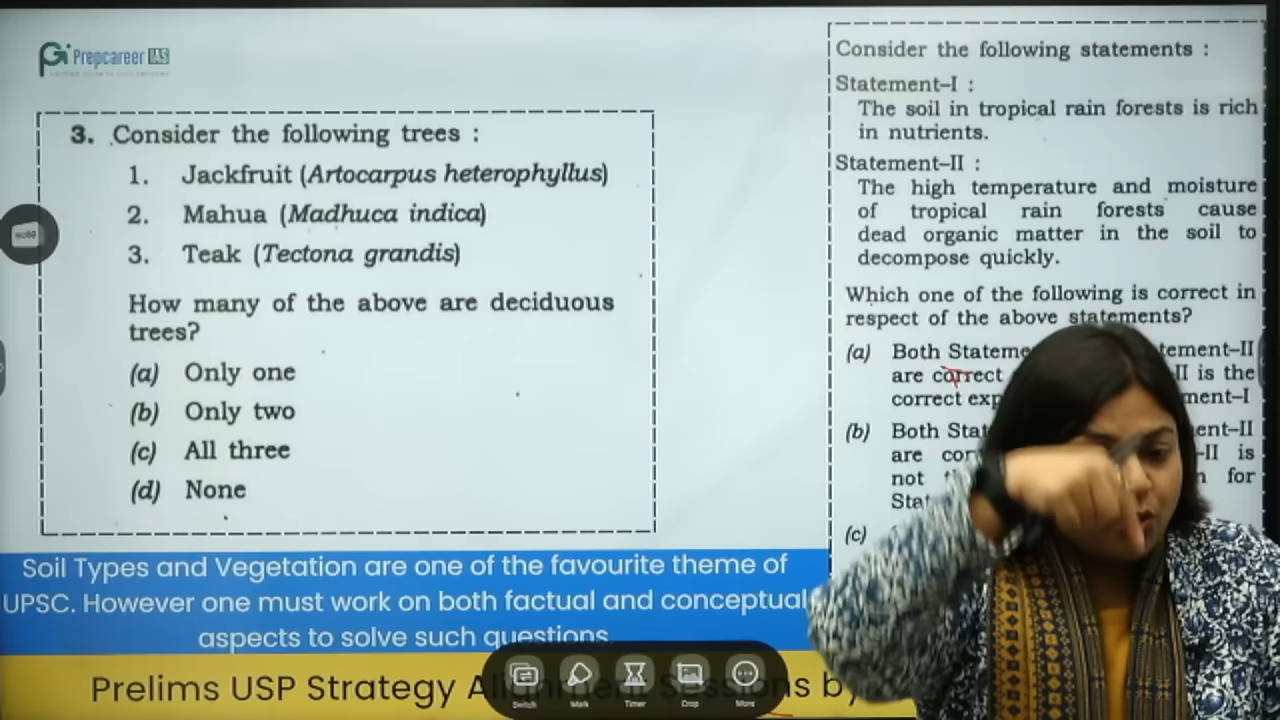 Prepcareer IAS
3. Consider the following trees :
1. Jackfruit (Artocarpus heterophyllus)
2. Mahua (Madhuca indica)
3. Teak (Tectona grandis)
How many of the above are deciduous
trees?
(a) Only one
(b) Only two
(c) All three
(d) None
Soil Types and Vegetation are one of the favourite theme of
UPSC. However one must work on both factual and conceptual
aspects to solve such questions.
Prelims USP Strategy Alignment Sessions by
Switch
Mark
Timer
Crop
More
Consider the following statements :
Statement–I :
The soil in tropical rain forests is rich
in nutrients.
Statement–II :
The high temperature and moisture
of tropical rain forests cause
dead organic matter in the soil to
decompose quickly.
Which one of the following is correct in
respect of the above statements?
(a) Both Stateme tement–II
are correct II is the
correct exp ment–I
(b) Both Stat ent–II
are cor –II is
not for
Stat
(c)